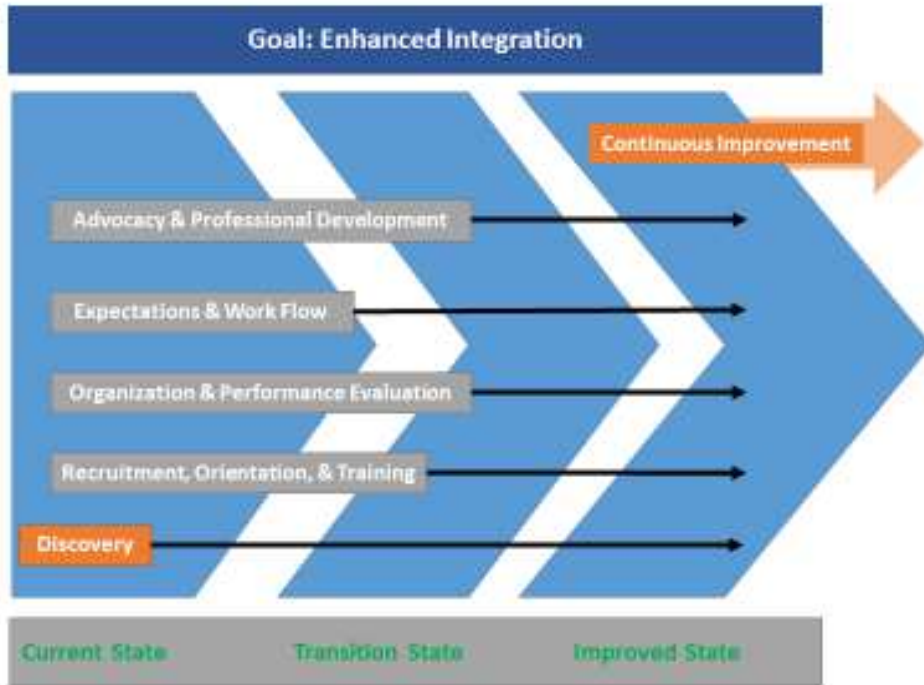 Goal: Enhanced Integration
Continuous Improvement
Advocacy & Professional Development
Expectations & Work Flow
Organization & Performance Evaluation
Recruitment, Orientation, & Training
Discovery
Current State Transition State Improved State